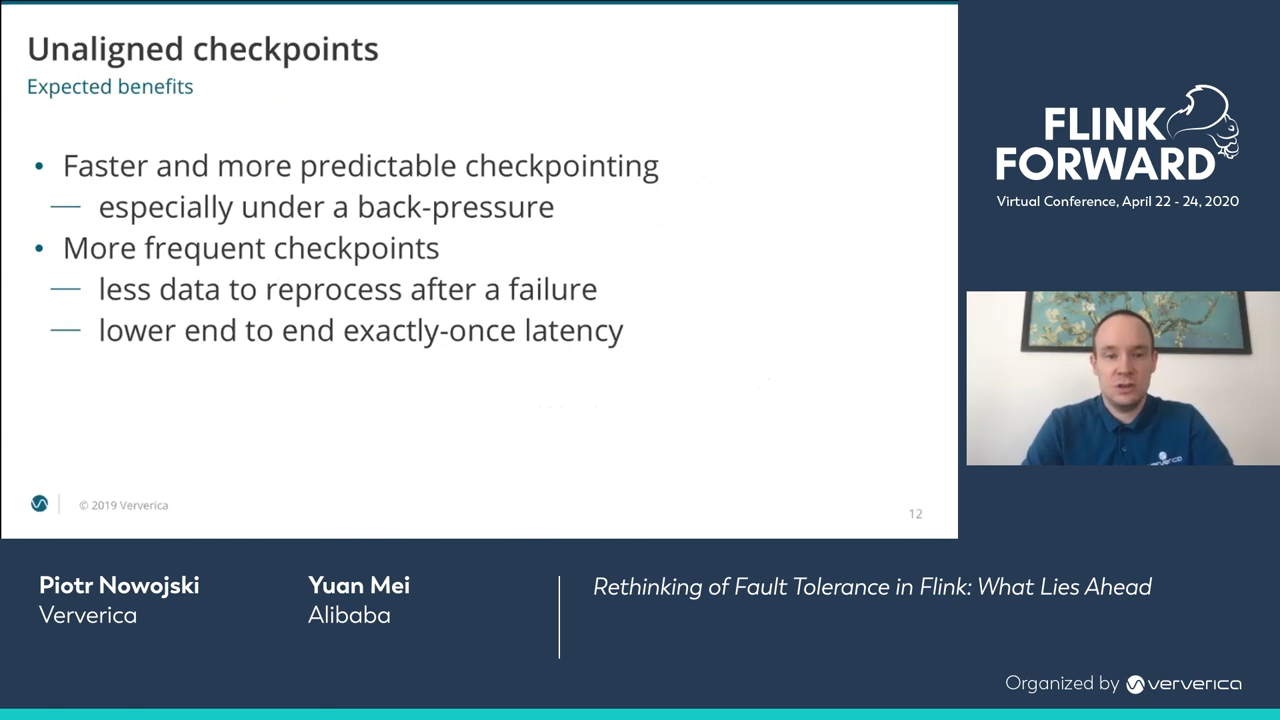 Unaligned checkpoints
Expected benefits
• Faster and more predictable checkpointing
— especially under a back-pressure
• More frequent checkpoints
— less data to reprocess after a failure
— lower end to end exactly-once latency
© 2019 Ververica
12
FLINK
FORWARD
Virtual Conference, April 22 - 24, 2020
ververica
Piotr Nowojski
Ververica
Yuan Mei
Alibaba
Rethinking of Fault Tolerance in Flink: What Lies Ahead
Organized by ververica